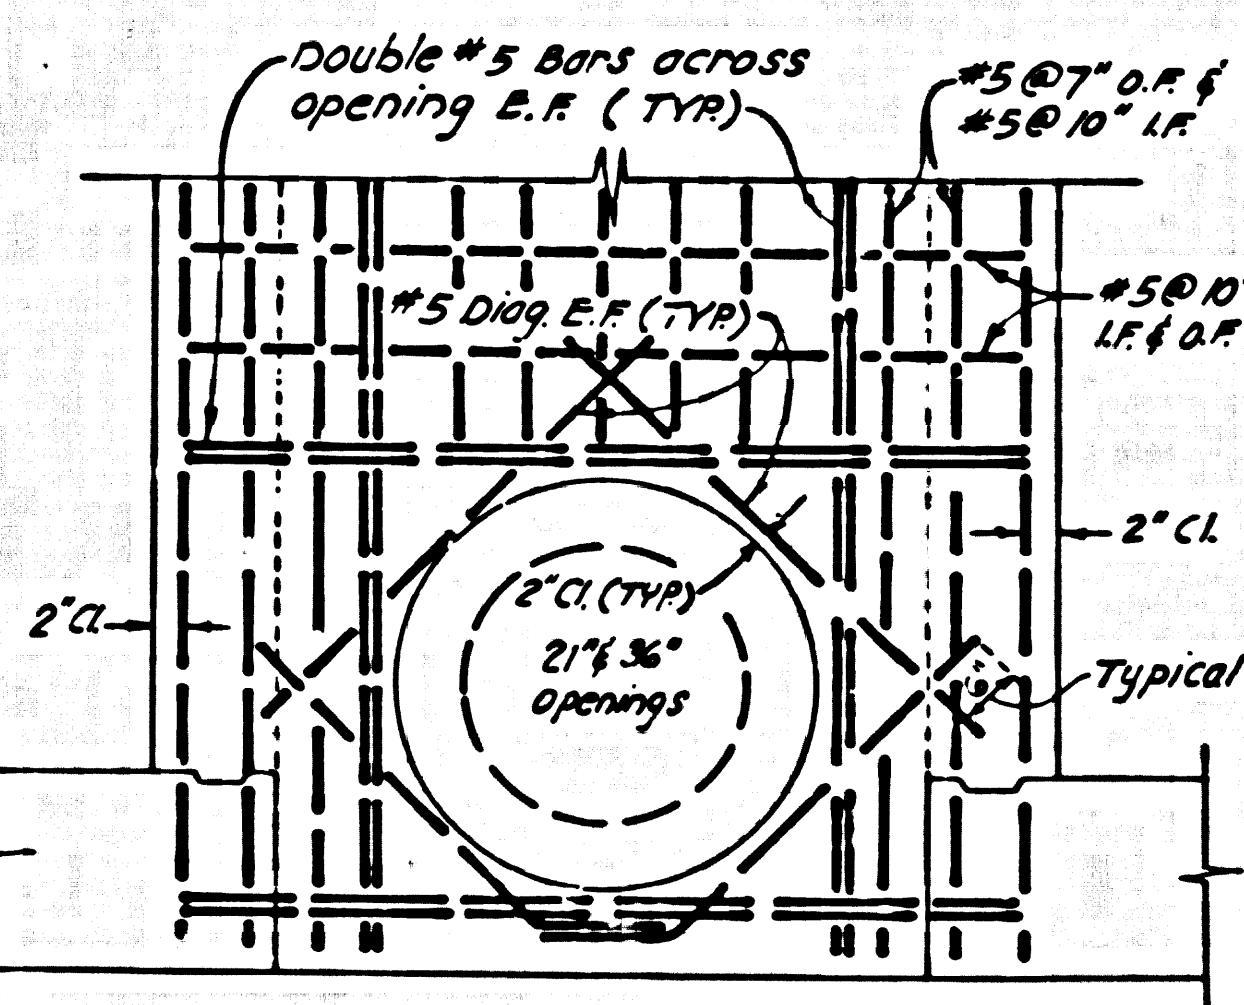 Double #5 Bars across
opening E.F. (TYP.)
#5@7" O.F. &
#5@10" I.F.
#5 Diag. E.F. (TYP.)
#5@10"
I.F. & O.F.
2" Cl.
2" Cl. (TYP.)
2" Cl.
21" & 36"
openings
Typical